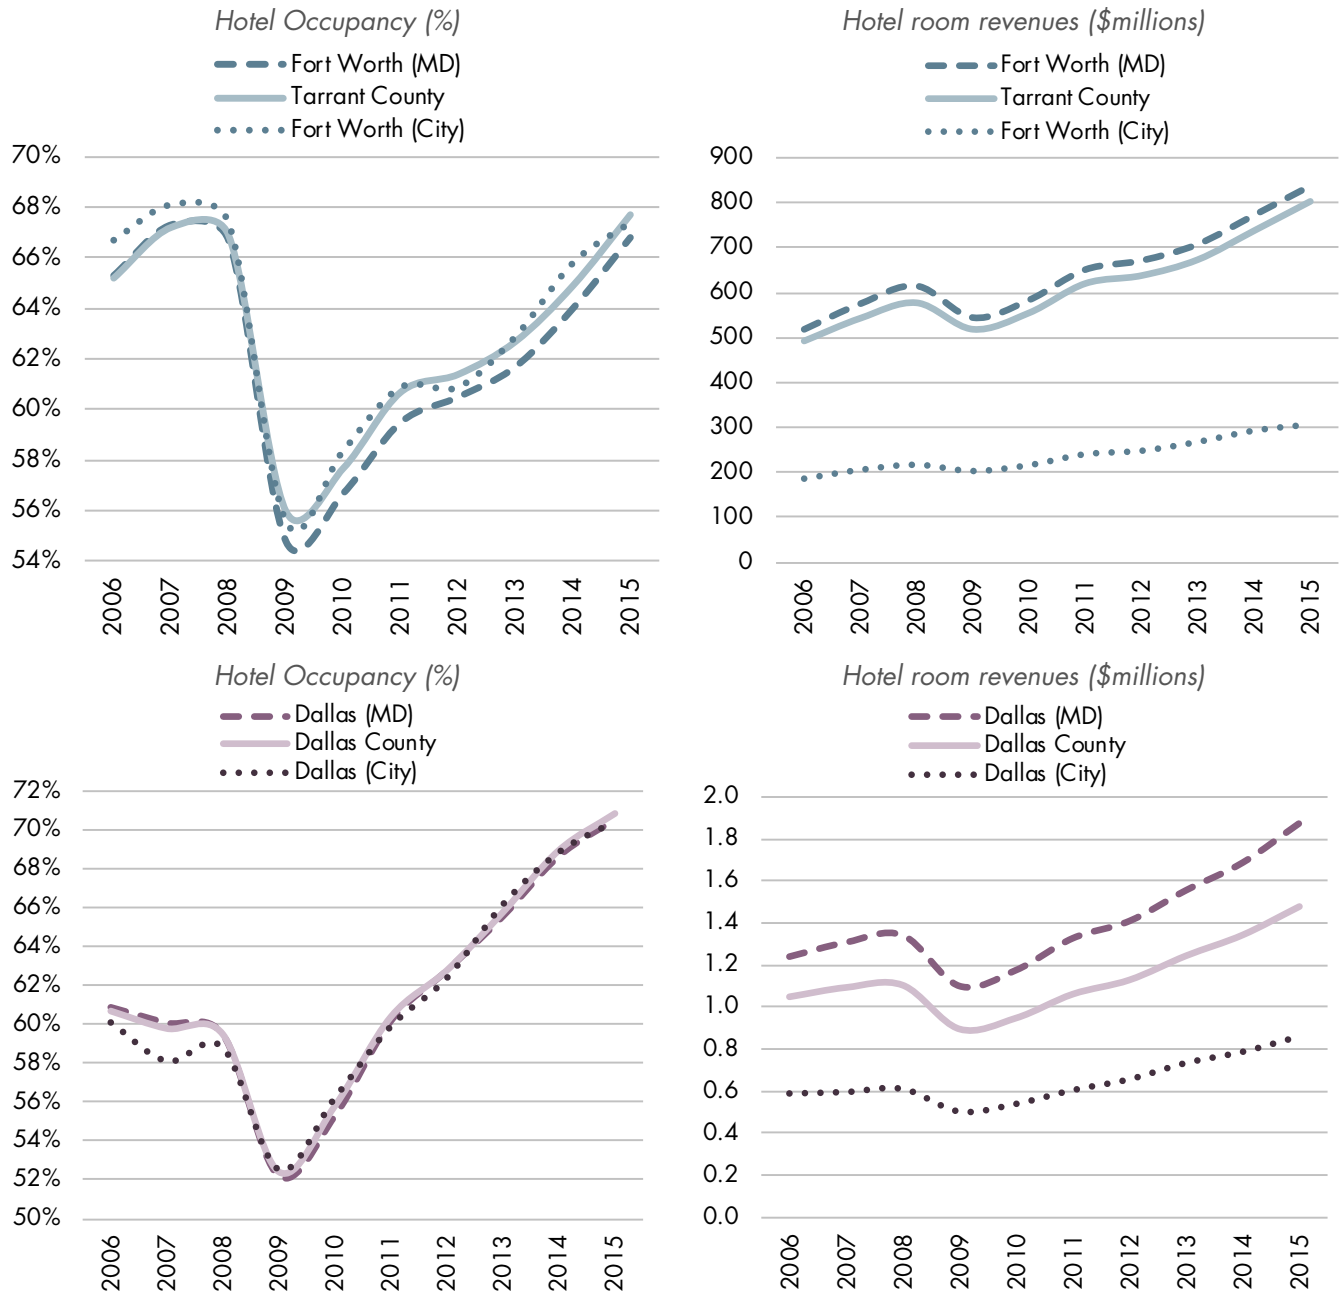 Hotel Occupancy (%)
Fort Worth (MD)
Tarrant County
Fort Worth (City)
70%
68%
66%
64%
62%
60%
58%
56%
54%
2006 2007 2008 2009 2010 2011 2012 2013 2014 2015
Hotel room revenues ($millions)
Fort Worth (MD)
Tarrant County
Fort Worth (City)
900
800
700
600
500
400
300
200
100
0
2006 2007 2008 2009 2010 2011 2012 2013 2014 2015
Hotel Occupancy (%)
Dallas (MD)
Dallas County
Dallas (City)
72%
70%
68%
66%
64%
62%
60%
58%
56%
54%
52%
50%
2006 2007 2008 2009 2010 2011 2012 2013 2014 2015
Hotel room revenues ($millions)
Dallas (MD)
Dallas County
Dallas (City)
2.0
1.8
1.6
1.4
1.2
1.0
0.8
0.6
0.4
0.2
0.0
2006 2007 2008 2009 2010 2011 2012 2013 2014 2015